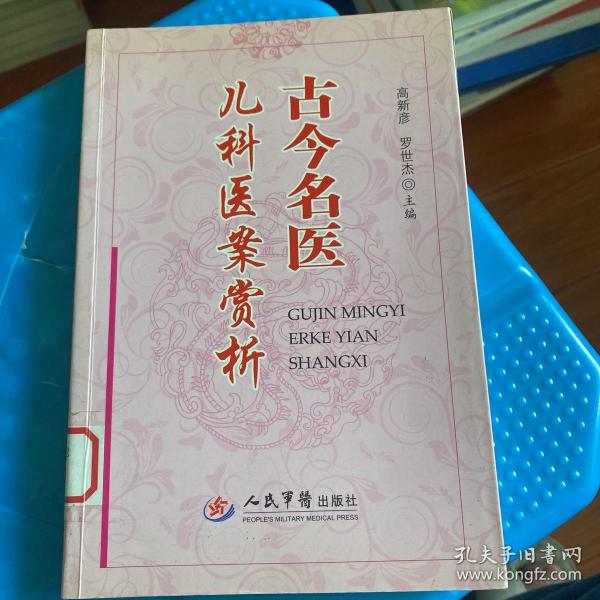 古今名医
儿科医案赏析
高新彦 罗世杰◎主编
GUJIN MINGYI
ERKE YIAN
SHANGXI
人民军醫出版社
PEOPLE'S MILITARY MEDICAL PRESS
孔夫子旧书网
www.kongfz.com